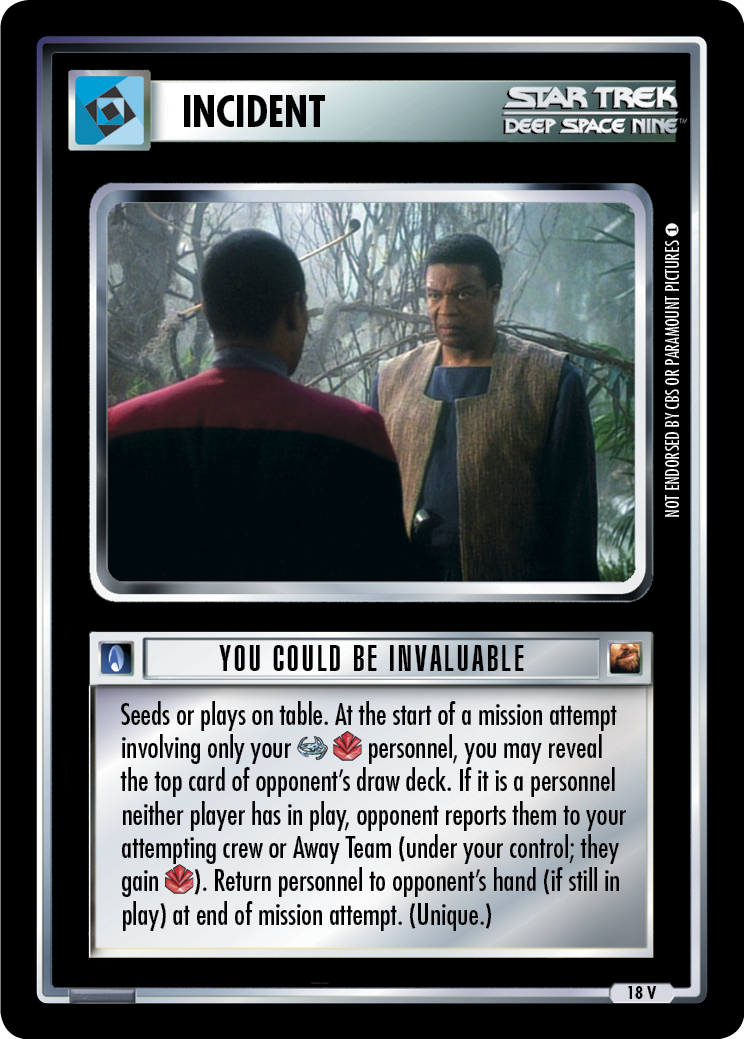 INCIDENT
STAR TREK
DEEP SPACE NINE™
NOT ENDORSED BY CBS OR PARAMOUNT PICTURES 1
YOU COULD BE INVALUABLE
Seeds or plays on table. At the start of a mission attempt
involving only your personnel, you may reveal
the top card of opponent's draw deck. If it is a personnel
neither player has in play, opponent reports them to your
attempting crew or Away Team (under your control; they
gain ). Return personnel to opponent's hand (if still in
play) at end of mission attempt. (Unique.)
18 V